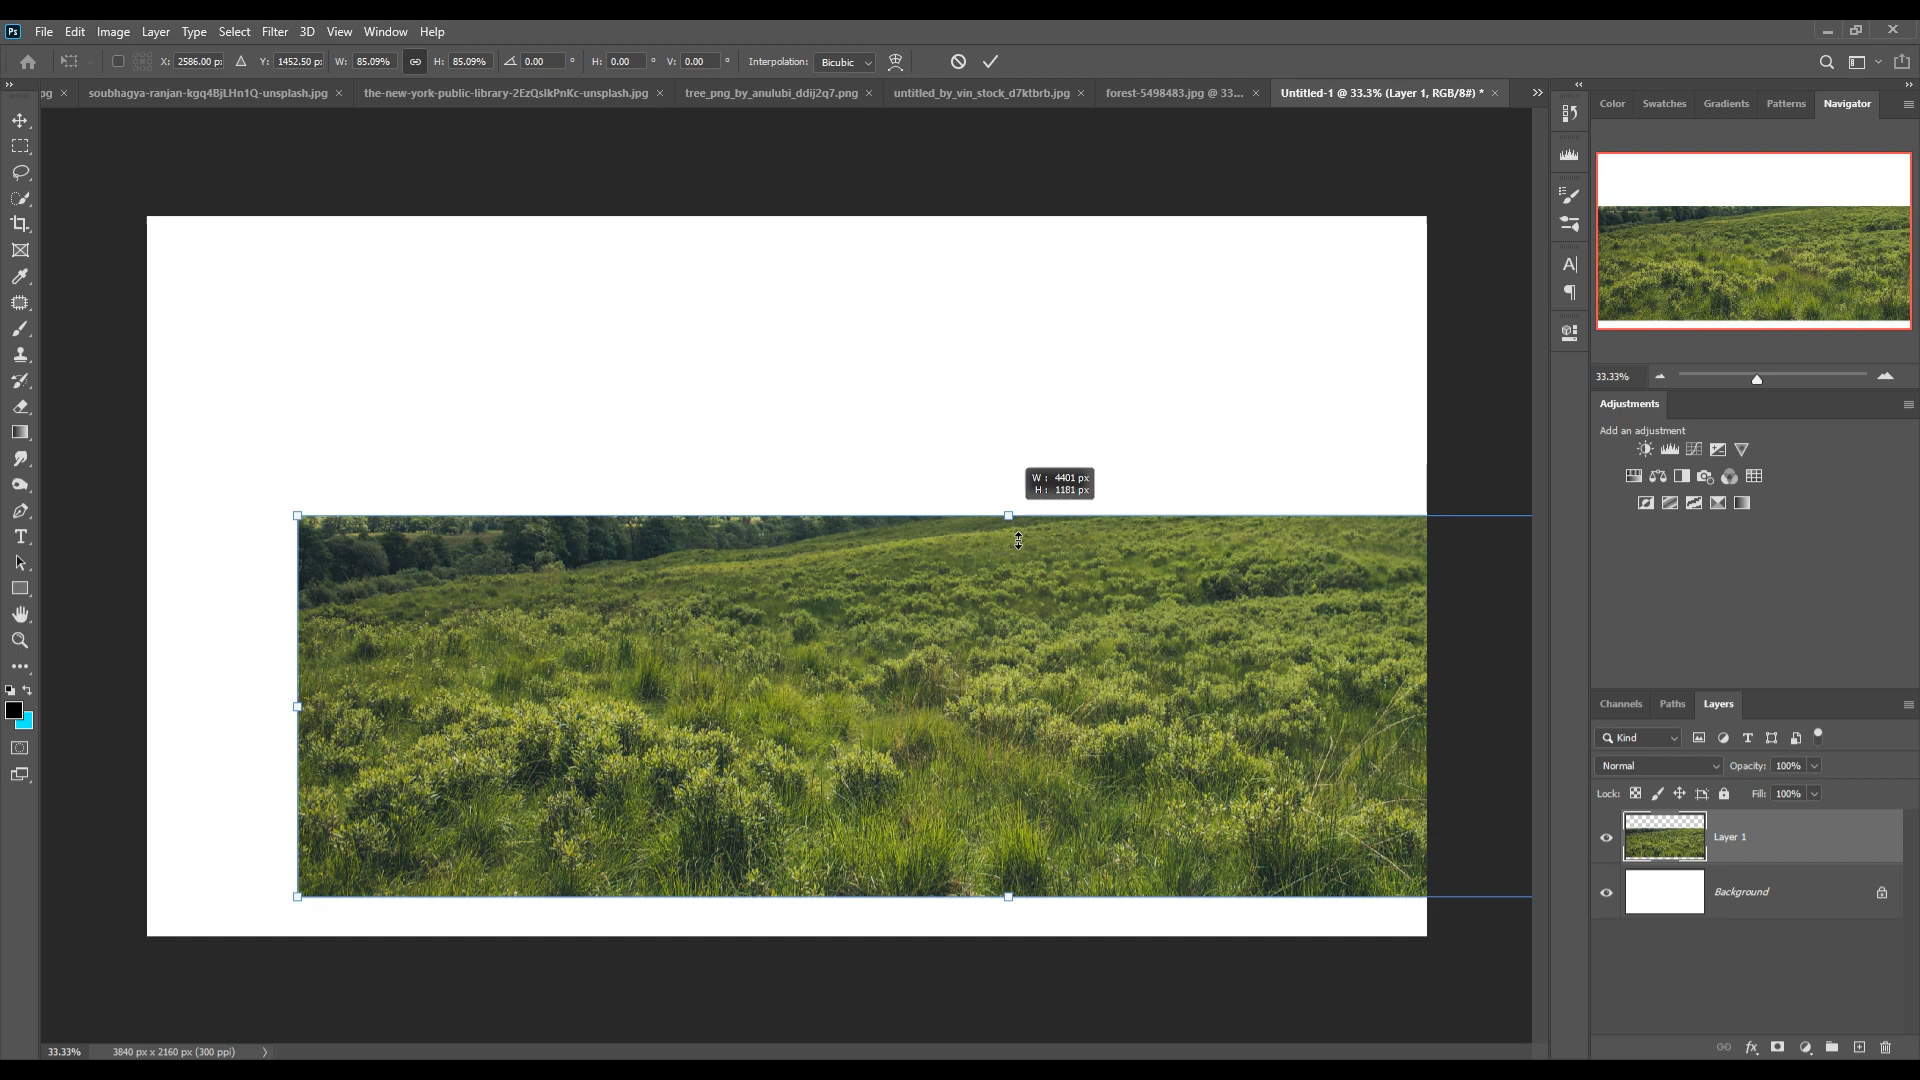 Ps File Edit Image Layer Type Select Filter 3D View Window Help
X: 2586.00 px Y: 1452.50 px W: 85.09% H: 85.09% 0.00 ° H: 0.00 ° V: 0.00 ° Interpolation: Bicubic
pg × soubhagya-ranjan-kgq4BjLHn1Q-unsplash.jpg × the-new-york-public-library-2EzQslkPnKc-unsplash.jpg × tree_png_by_anulubi_ddij2q7.png × untitled_by_vin_stock_d7ktbrb.jpg × forest-5498483.jpg @ 33... × Untitled-1 @ 33.3% (Layer 1, RGB/8#) * ×
Color Swatches Gradients Patterns Navigator
33.33%
Adjustments
Add an adjustment
W : 4401 px
H : 1181 px
Channels Paths Layers
Kind
Normal Opacity: 100%
Lock: Fill: 100%
Layer 1
Background
33.33% 3840 px x 2160 px (300 ppi)